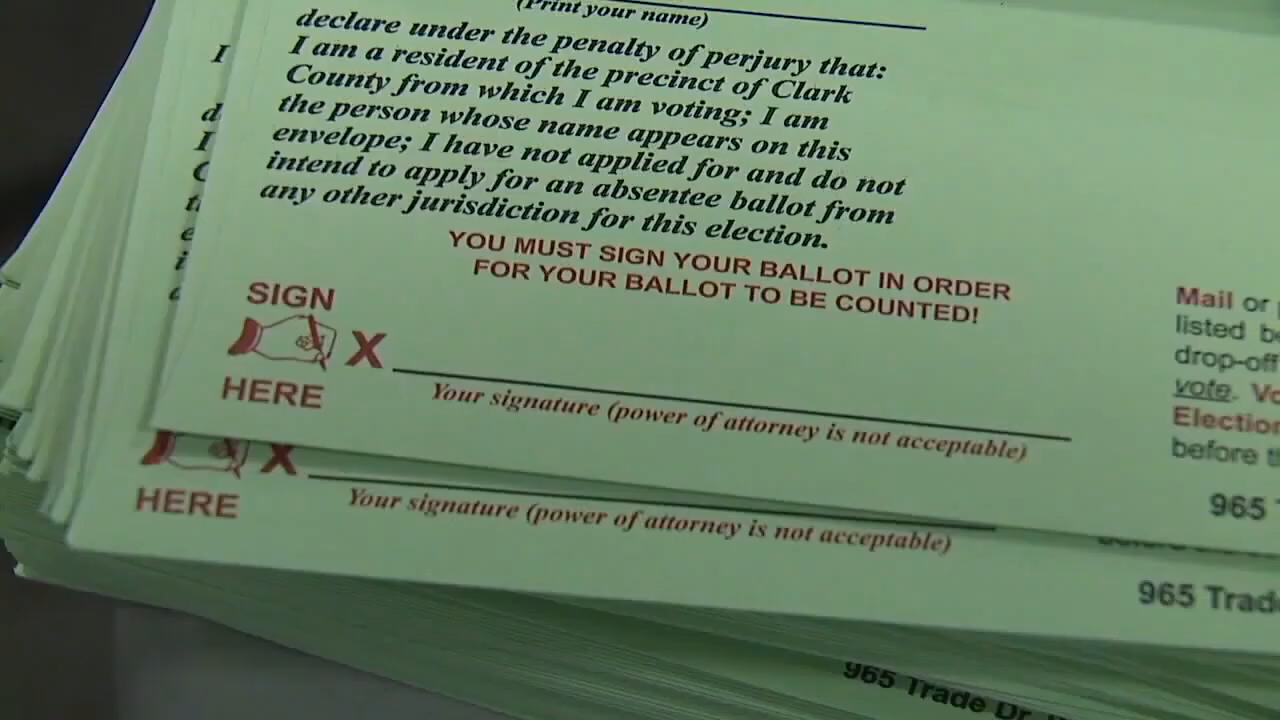 (Print your name)
declare under the penalty of perjury that:
I am a resident of the precinct of Clark
County from which I am voting; I am
the person whose name appears on this
envelope; I have not applied for and do not
intend to apply for an absentee ballot from
any other jurisdiction for this election.
YOU MUST SIGN YOUR BALLOT IN ORDER
FOR YOUR BALLOT TO BE COUNTED!
SIGN
X
HERE
Your signature (power of attorney is not acceptable)
Mail or
listed
drop-off
vote.
Election
before
965
I
d
I
C
X
HERE
Your signature (power of attorney is not acceptable)
965 Trade
965 Trade Dr.